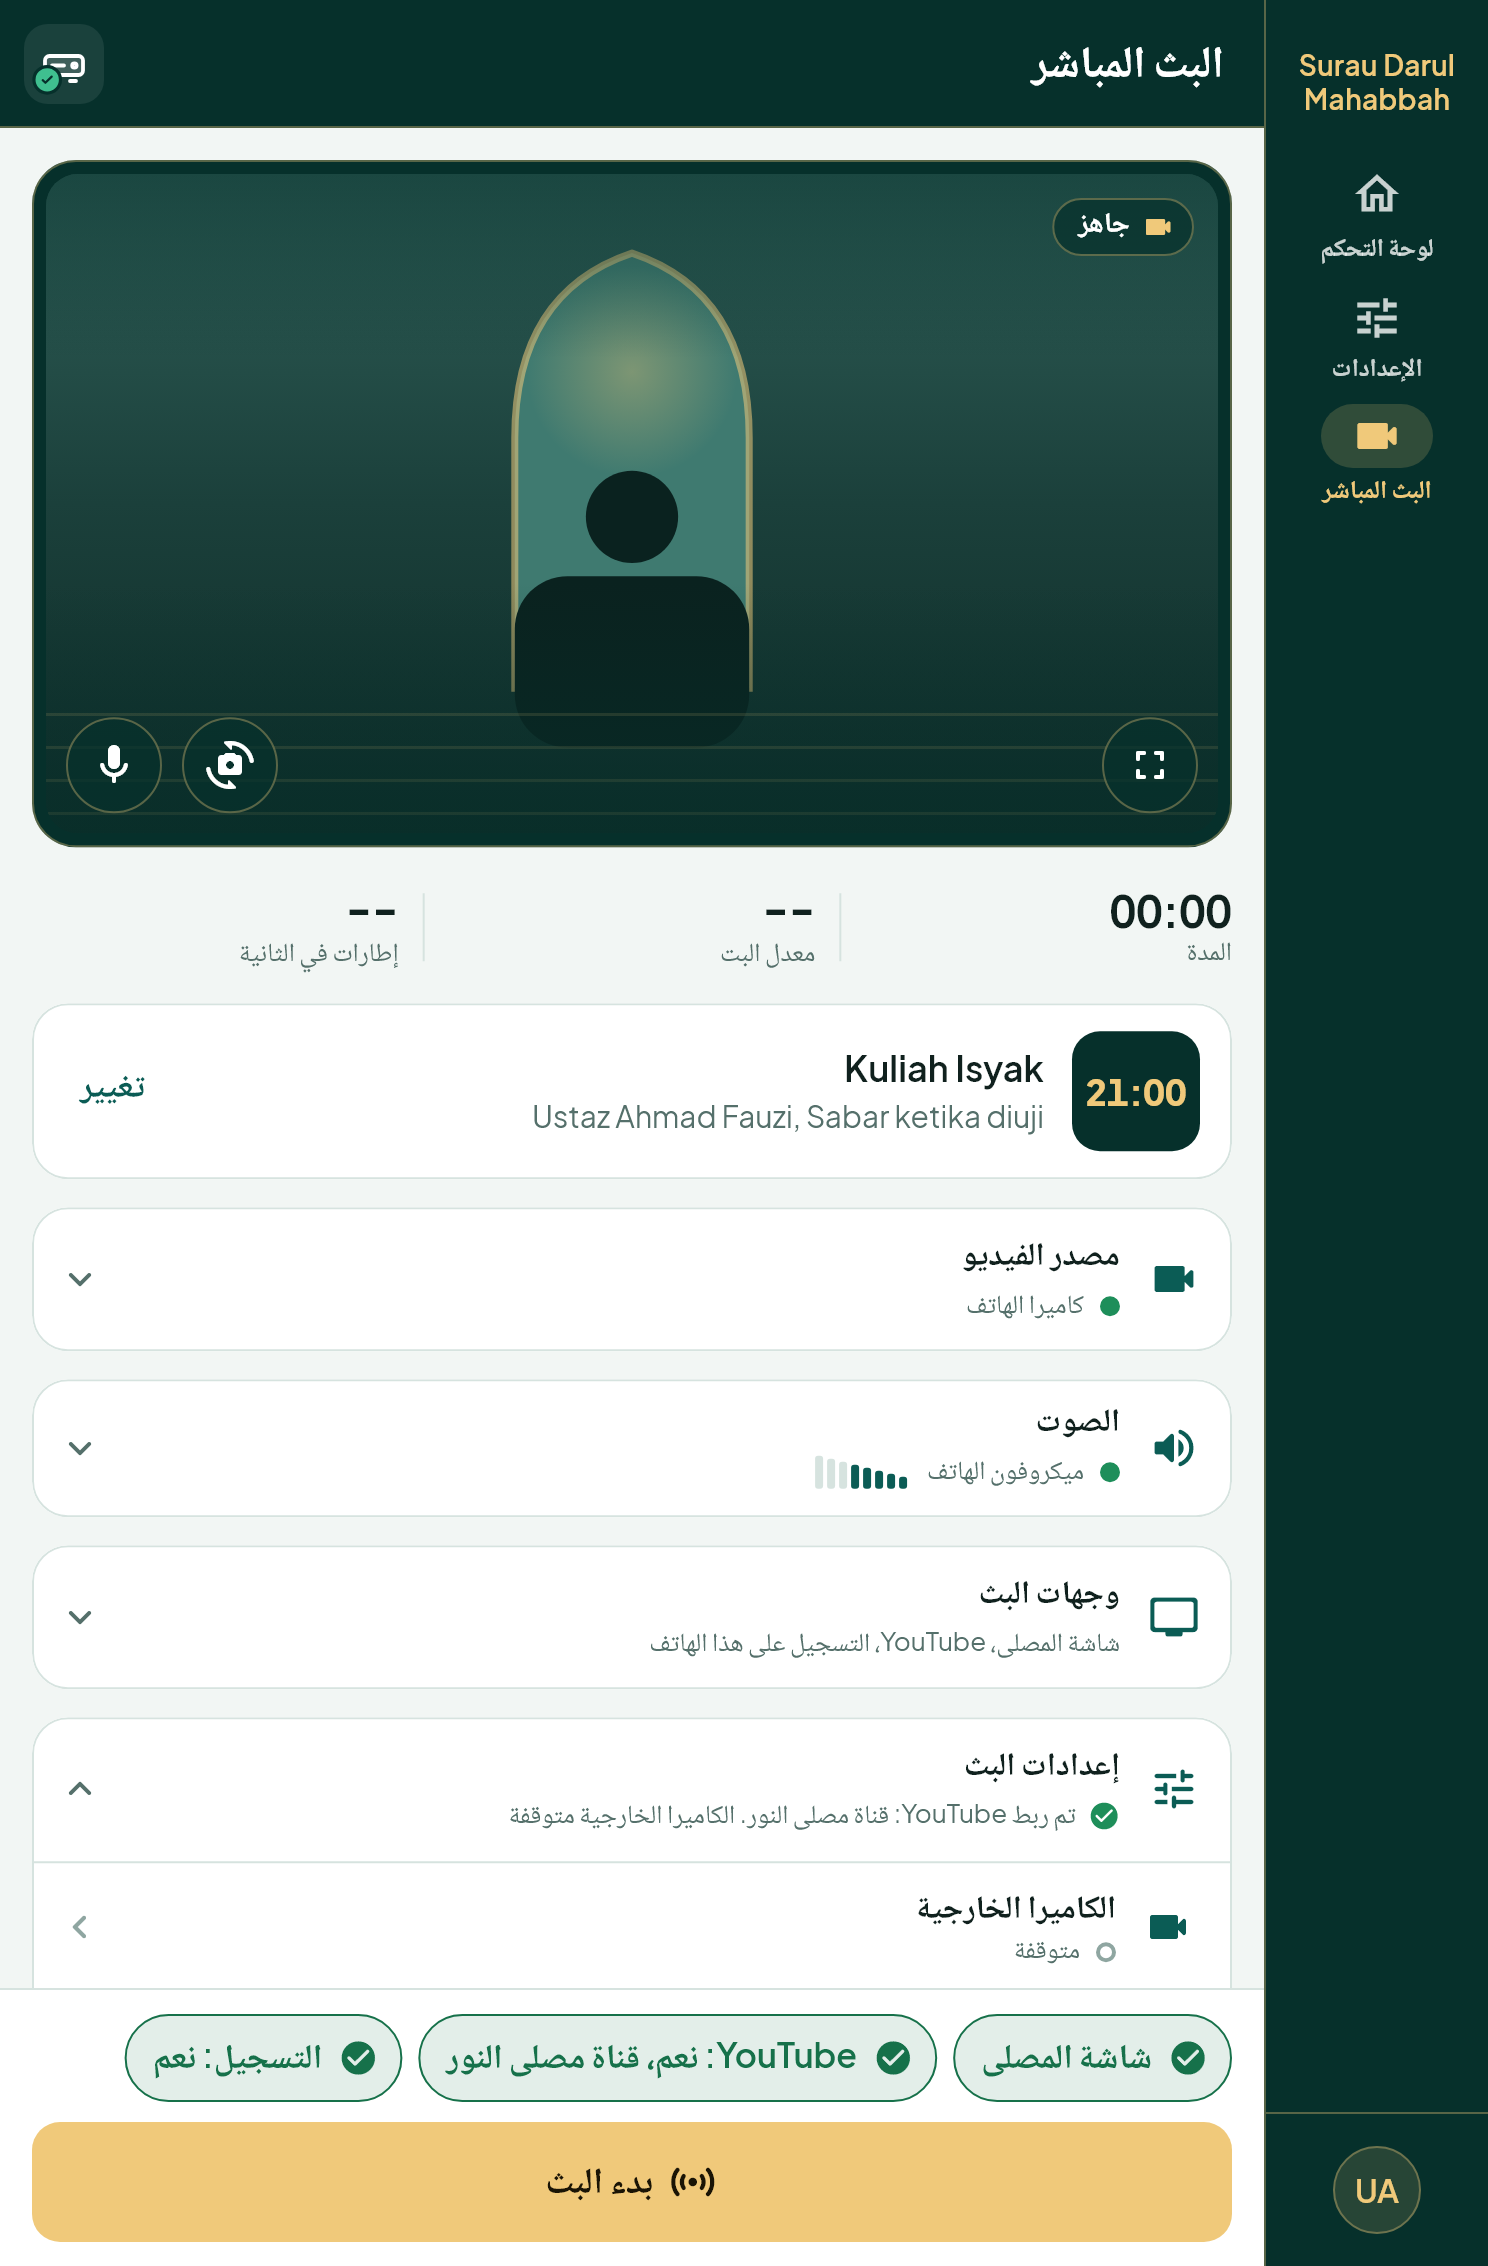 Surau Darul
Mahabbah
لوحة التحكم
الإعدادات
البث المباشر
UA
البث المباشر
جاهز
00:00
المدة
--
معدل البت
--
إطارات في الثانية
21:00
Kuliah Isyak
Ustaz Ahmad Fauzi, Sabar ketika diuji
تغيير
مصدر الفيديو
كاميرا الهاتف
الصوت
ميكروفون الهاتف
وجهات البث
شاشة المصلى، YouTube، التسجيل على هذا الهاتف
إعدادات البث
تم ربط YouTube: قناة مصلى النور. الكاميرا الخارجية متوقفة
الكاميرا الخارجية
متوقفة
شاشة المصلى
YouTube: نعم، قناة مصلى النور
التسجيل: نعم
بدء البث